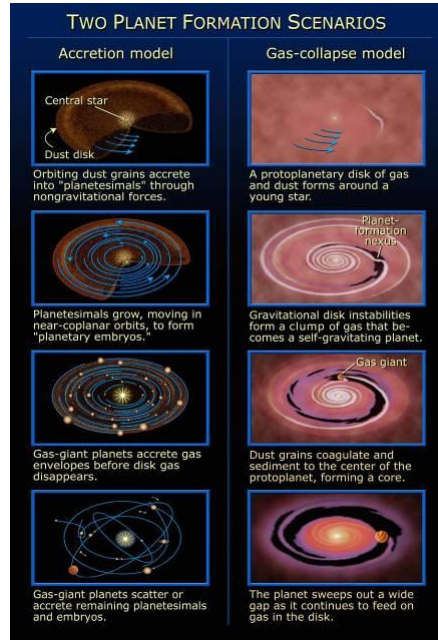 TWO PLANET FORMATION SCENARIOS
Accretion model
Central star
Dust disk
Orbiting dust grains accrete
into "planetesimals" through
nongravitational forces.
Planetesimals grow, moving in
near-coplanar orbits, to form
"planetary embryos."
Gas-giant planets accrete gas
envelopes before disk gas
disappears.
Gas-giant planets scatter or
accrete remaining planetesimals
and embryos.
Gas-collapse model
A protoplanetary disk of gas
and dust forms around a
young star.
Planet-
formation
nexus
Gravitational disk instabilities
form a clump of gas that be-
comes a self-gravitating planet.
Gas giant
Dust grains coagulate and
sediment to the center of the
protoplanet, forming a core.
The planet sweeps out a wide
gap as it continues to feed on
gas in the disk.